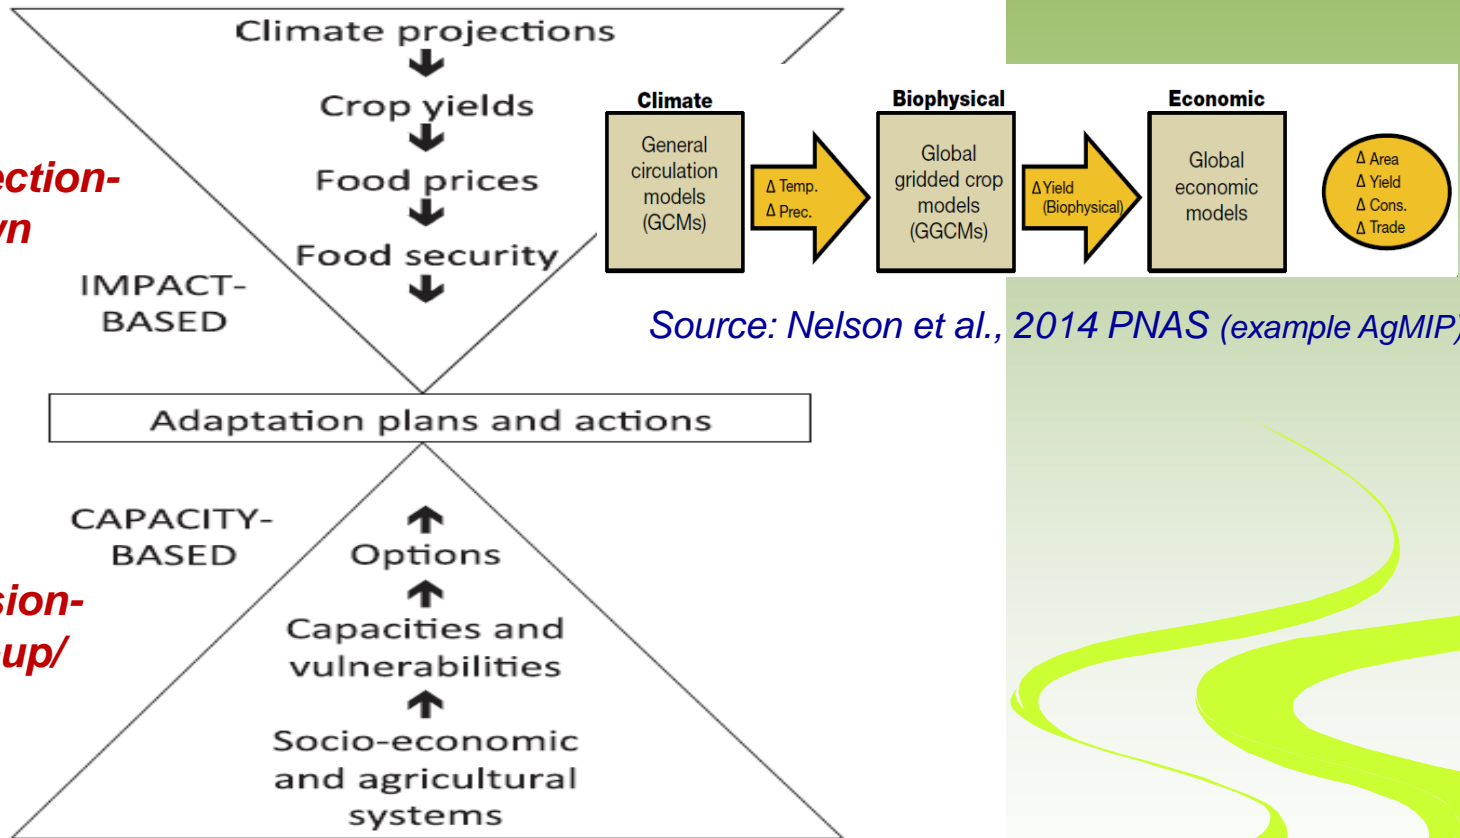 Climate projections
Crop yields
Food prices
Food security
IMPACT-
BASED
ection-
vn
Climate
General
circulation
models
(GCMs)
Δ Temp.
Δ Prec.
Biophysical
Global
gridded crop
models
(GGCMs)
Δ Yield
(Biophysical)
Economic
Global
economic
models
Δ Area
Δ Yield
Δ Cons.
Δ Trade
Source: Nelson et al., 2014 PNAS (example AgMIP)
Adaptation plans and actions
CAPACITY-
BASED
sion-
-up/
Options
Capacities and
vulnerabilities
Socio-economic
and agricultural
systems